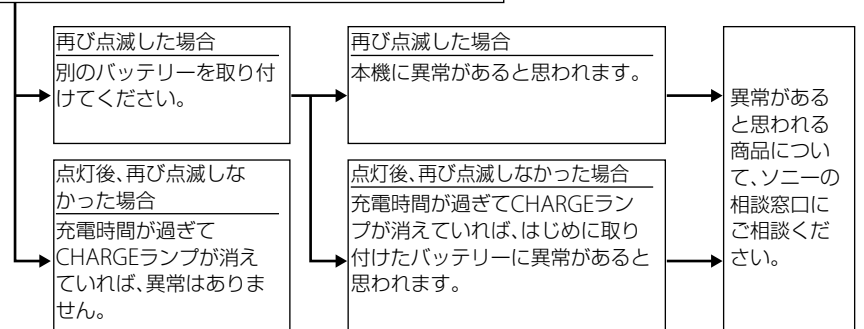 再び点滅した場合
別のバッテリーを取り付
けてください。
点灯後、再び点滅しな
かった場合
充電時間が過ぎて
CHARGEランプが消え
ていれば、異常はありま
せん。
再び点滅した場合
本機に異常があると思われます。
点灯後、再び点滅しなかった場合
充電時間が過ぎてCHARGEラン
プが消えていれば、はじめに取り
付けたバッテリーに異常があると
思われます。
異常がある
と思われる
商品につい
て、ソニーの
相談窓口に
ご相談くだ
さい。